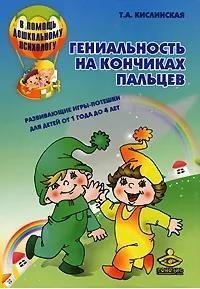 Т.А. КИСЛИНСКАЯ
В ПОМОЩЬ
ДОШКОЛЬНОМУ
ПСИХОЛОГУ
ГЕНИАЛЬНОСТЬ
НА КОНЧИКАХ
ПАЛЬЦЕВ
РАЗВИВАЮЩИЕ ИГРЫ-ПОТЕШКИ
ДЛЯ ДЕТЕЙ ОТ 1 ГОДА ДО 4 ЛЕТ
ГЕНЕЗИС